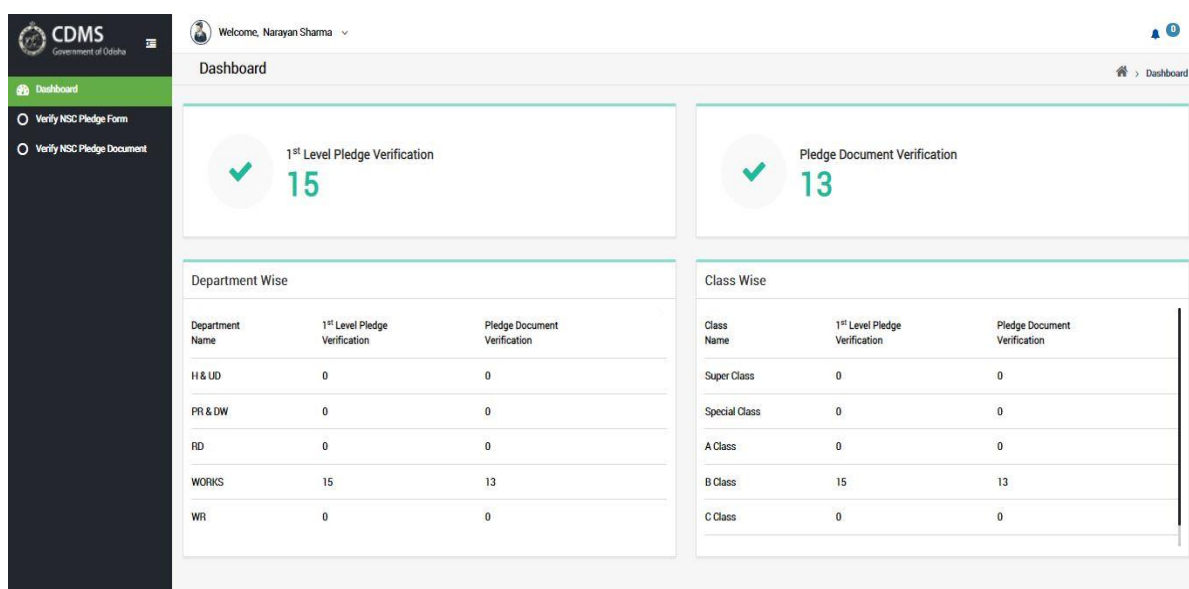 CDMS
Government of Odisha
Welcome, Narayan Sharma
0
Dashboard
Dashboard
Dashboard
Verify NSC Pledge Form
Verify NSC Pledge Document
1st Level Pledge Verification
15
Pledge Document Verification
13
Department Wise
Department Name 1st Level Pledge Verification Pledge Document Verification
H & UD 0 0
PR & DW 0 0
RD 0 0
WORKS 15 13
WR 0 0
Class Wise
Class Name 1st Level Pledge Verification Pledge Document Verification
Super Class 0 0
Special Class 0 0
A Class 0 0
B Class 15 13
C Class 0 0